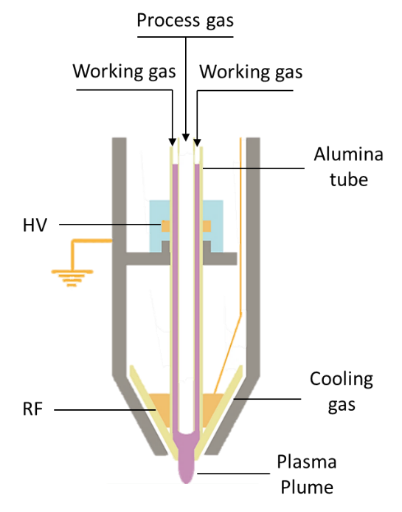 Process gas
Working gas
Working gas
Alumina
tube
HV
Cooling
gas
RF
Plasma
Plume